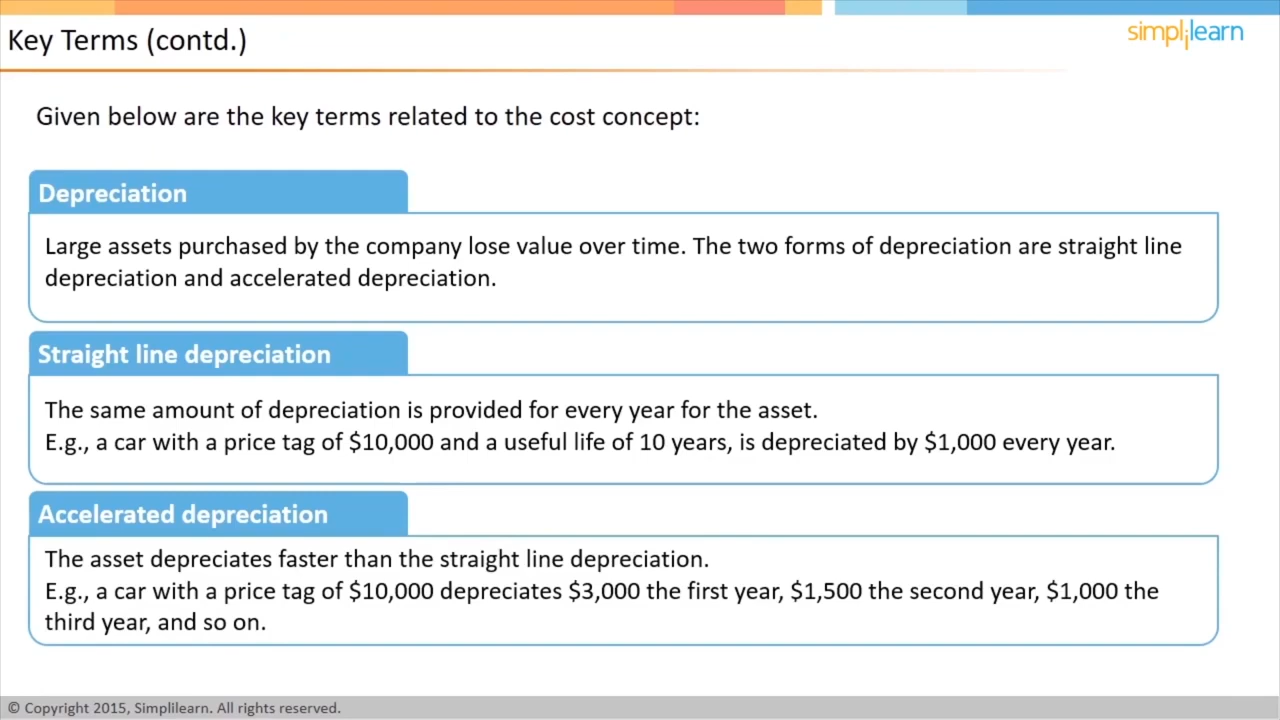 Key Terms (contd.)
simplilearn
Given below are the key terms related to the cost concept:
Depreciation
Large assets purchased by the company lose value over time. The two forms of depreciation are straight line
depreciation and accelerated depreciation.
Straight line depreciation
The same amount of depreciation is provided for every year for the asset.
E.g., a car with a price tag of $10,000 and a useful life of 10 years, is depreciated by $1,000 every year.
Accelerated depreciation
The asset depreciates faster than the straight line depreciation.
E.g., a car with a price tag of $10,000 depreciates $3,000 the first year, $1,500 the second year, $1,000 the
third year, and so on.
© Copyright 2015, Simplilearn. All rights reserved.